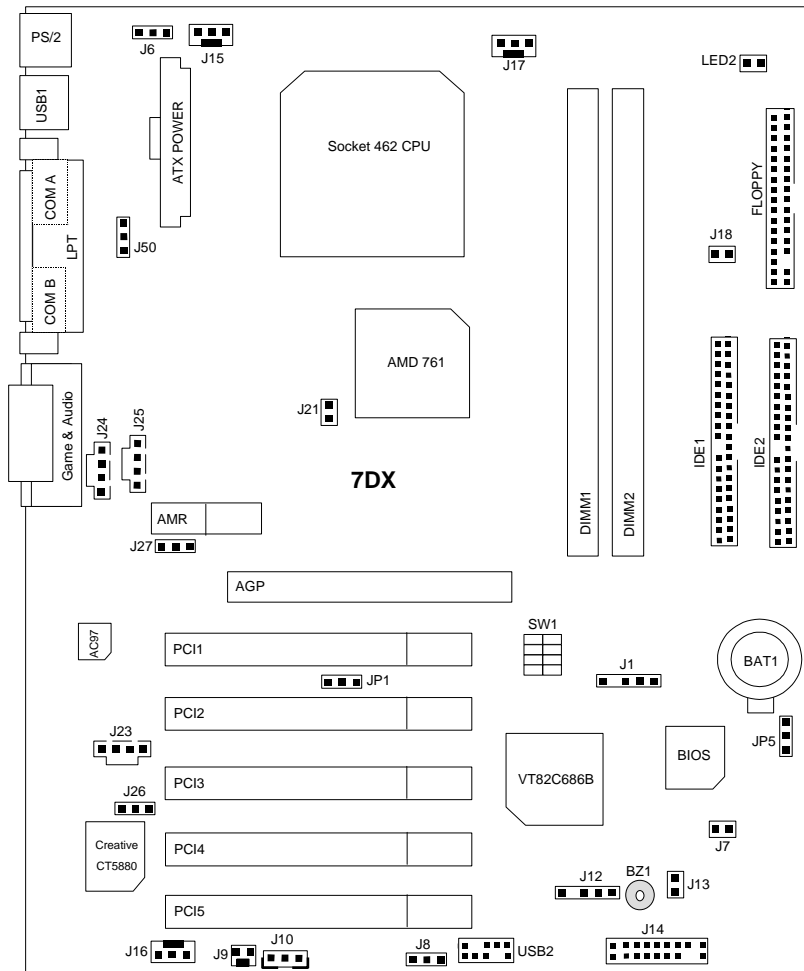 PS/2
J6
J15
J17
LED2
USB1
ATX POWER
Socket 462 CPU
FLOPPY
COM A
LPT
J50
J18
COM B
AMD 761
Game & Audio
J24
J25
J21
7DX
IDE1
IDE2
DIMM1
DIMM2
AMR
J27
AGP
AC97
PCI1
SW1
J1
BAT1
JP1
PCI2
J23
JP5
BIOS
PCI3
VT82C686B
J26
Creative
CT5880
PCI4
J7
J12
BZ1
J13
PCI5
J16
J9
J10
J8
USB2
J14